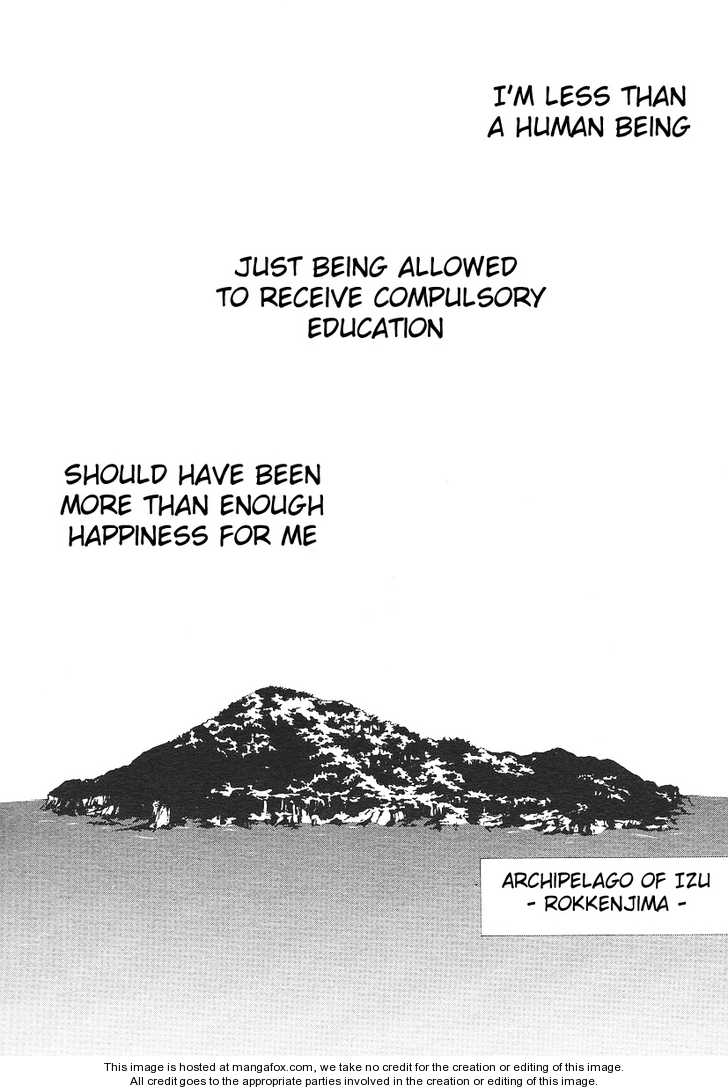 I'M LESS THAN
A HUMAN BEING
JUST BEING ALLOWED
TO RECEIVE COMPULSORY
EDUCATION
SHOULD HAVE BEEN
MORE THAN ENOUGH
HAPPINESS FOR ME
ARCHIPELAGO OF IZU
- ROKKENJIMA -
This image is hosted at mangafox.com, we take no credit for the creation or editing of this image.
All credit goes to the appropriate parties involved in the creation or editing of this image.